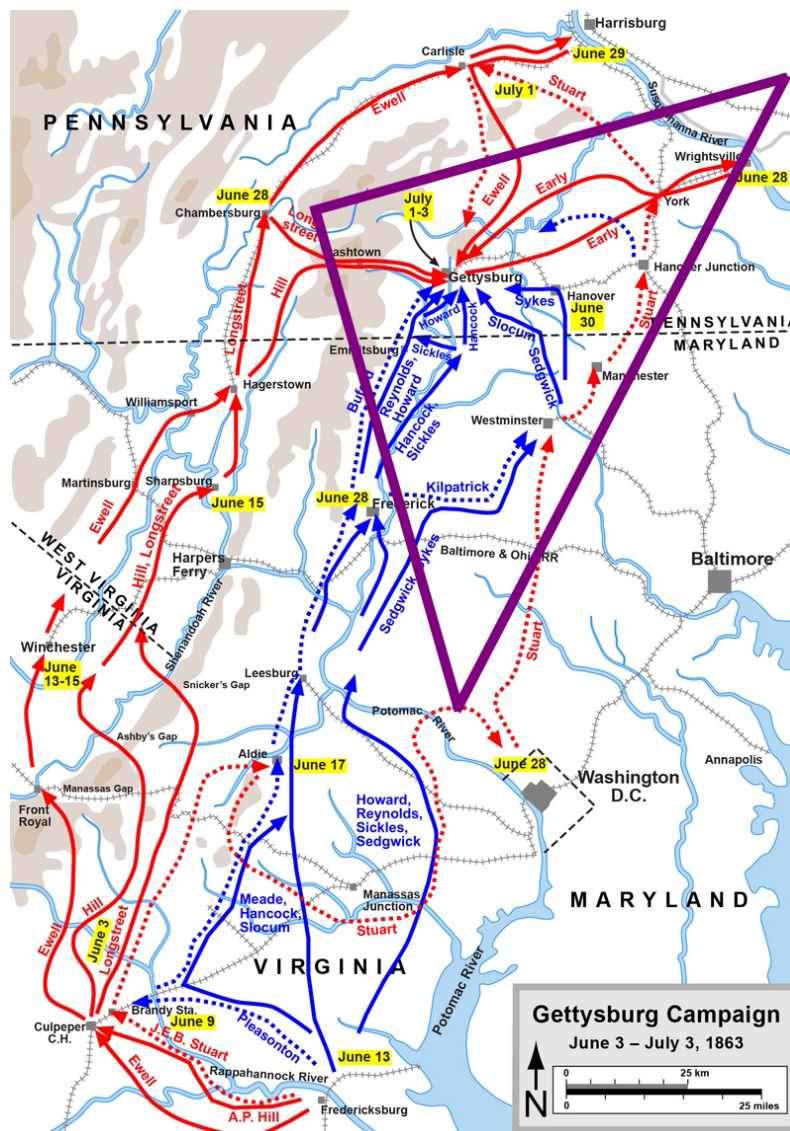 Harrisburg
Carlisle
June 29
Stuart
July 1
Ewell
Susquehanna River
PENNSYLVANIA
Wrightsville
June 28
June 28
Chambersburg
July
1-3
Ewell
Early
York
Long
street
ashtown
Early
Gettysburg
Hanover Junction
Hill
Longstreet
Sykes
Hanover
June
30
Howard
Hancock
Slocum
Stuart
PENNSYLVANIA
MARYLAND
Sickles
Sedgwick
Buford
Reynolds,
Howard
Hancock,
Sickles
Manchester
Hagerstown
Williamsport
Westminster
Martinsburg
Sharpsburg
June 15
Ewell
Hill, Longstreet
June 28
Kilpatrick
Frederick
WEST VIRGINIA
VIRGINIA
Harpers
Ferry
Baltimore & Ohio RR
Baltimore
Sedgwick, Sykes
Shenandoah River
Winchester
June
13-15
Snicker's Gap
Leesburg
Stuart
Ashby's Gap
Potomac
River
Aldie
June 17
June 28
Annapolis
Manassas Gap
Front
Royal
Washington
D.C.
Howard,
Reynolds,
Sickles,
Sedgwick
Manassas
Junction
Meade,
Hancock,
Slocum
MARYLAND
Hill
Ewell
June 3
Longstreet
Stuart
VIRGINIA
Potomac River
Brandy Sta.
Culpeper
C.H.
June 9
J.E.B. Stuart
Pleasonton
June 13
Ewell
Rappahannock River
A.P. Hill
Fredericksburg
Gettysburg Campaign
June 3 – July 3, 1863
N
0
25 km
0
25 miles